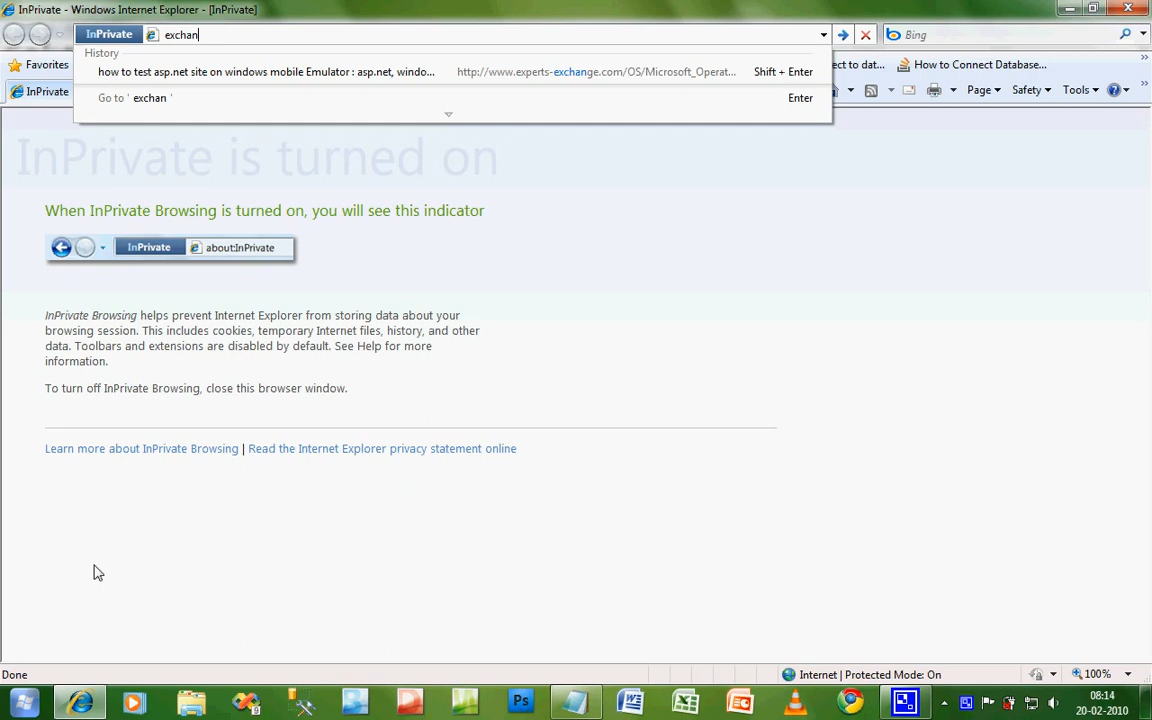 InPrivate - Windows Internet Explorer - [InPrivate]
InPrivate exchan
Bing
History
how to test asp.net site on windows mobile Emulator : asp.net, windo... http://www.experts-exchange.com/OS/Microsoft_Operat... Shift + Enter
Go to ' exchan ' Enter
Favorites
ect to dat... How to Connect Database...
InPrivate
Page Safety Tools
InPrivate is turned on
When InPrivate Browsing is turned on, you will see this indicator
InPrivate about:InPrivate
InPrivate Browsing helps prevent Internet Explorer from storing data about your
browsing session. This includes cookies, temporary Internet files, history, and other
data. Toolbars and extensions are disabled by default. See Help for more
information.
To turn off InPrivate Browsing, close this browser window.
Learn more about InPrivate Browsing | Read the Internet Explorer privacy statement online
Done
Internet | Protected Mode: On
100%
Ps
08:14
20-02-2010